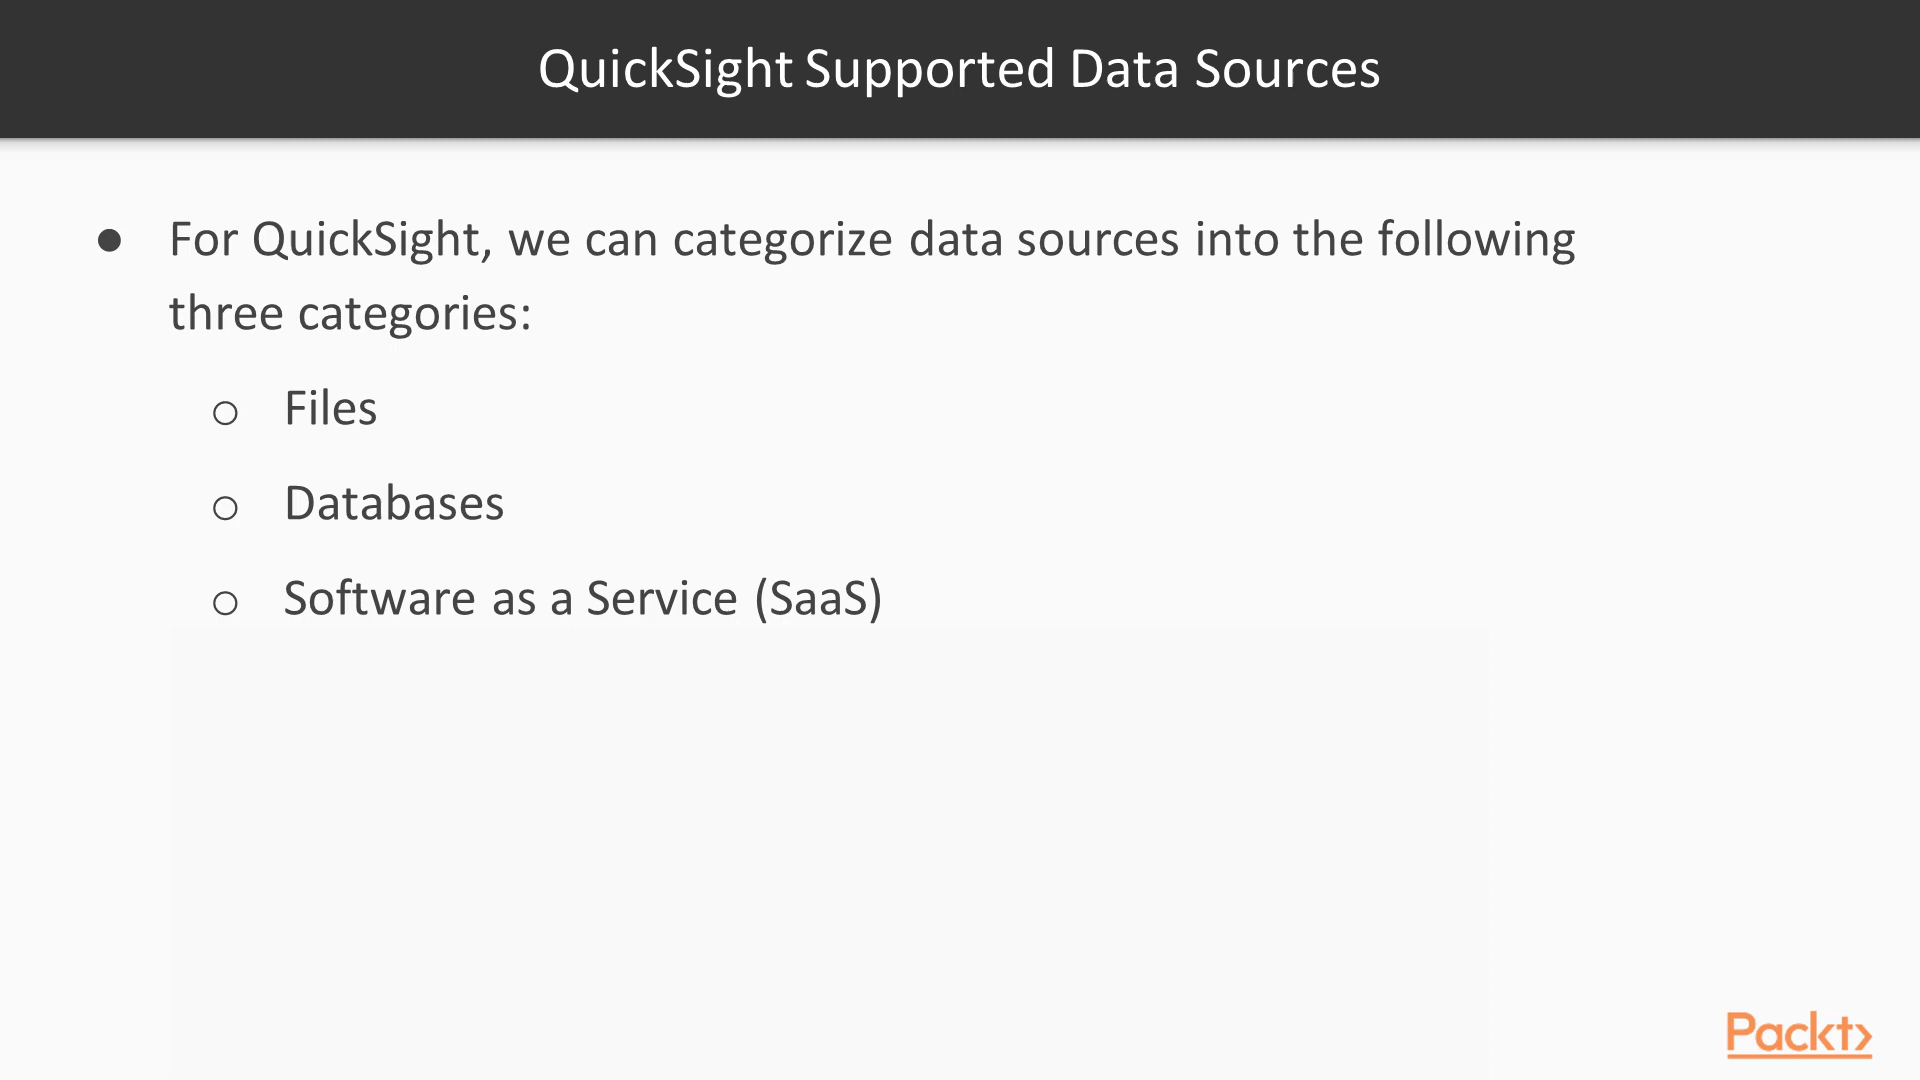 QuickSight Supported Data Sources
● For QuickSight, we can categorize data sources into the following
three categories:
○ Files
○ Databases
○ Software as a Service (SaaS)
Packt>